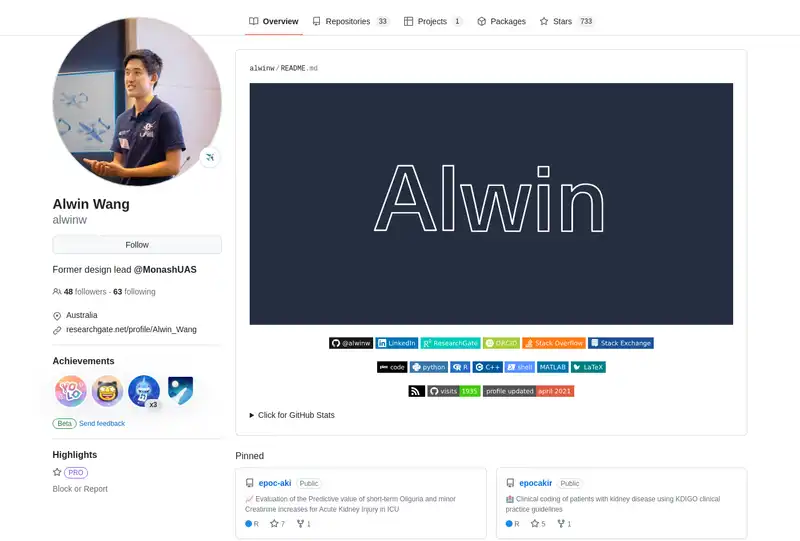 Overview Repositories 33 Projects 1 Packages Stars 733
alwinw/README.md
Alwin
Alwin Wang
alwinw
Follow
Former design lead @MonashUAS
48 followers · 63 following
Australia
researchgate.net/profile/Alwin_Wang
Achievements
YOLO
x3
Beta Send feedback
Highlights
PRO
Block or Report
@alwinw LinkedIn ResearchGate ORCID Stack Overflow Stack Exchange
code python R C++ shell MATLAB LaTeX
visits 1935 profile updated april 2021
Click for GitHub Stats
Pinned
epoc-aki Public
Evaluation of the Predictive value of short-term Oliguria and minor
Creatinine increases for Acute Kidney Injury in ICU
R 7 1
epocakir Public
Clinical coding of patients with kidney disease using KDIGO clinical
practice guidelines
R 5 1